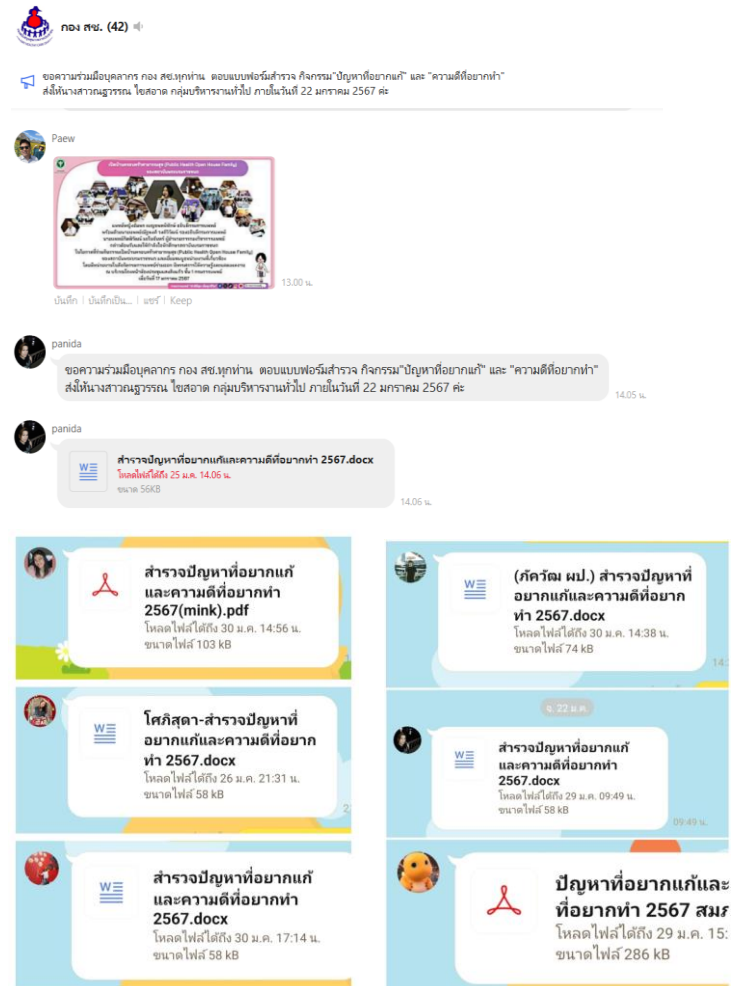 กอง สช. (42)
ขอความร่วมมือบุคลากร กอง สช.ทุกท่าน ตอบแบบฟอร์มสำรวจ กิจกรรม"ปัญหาที่อยากแก้" และ "ความดีที่อยากทำ"
ส่งให้นางสาวณฐวรรณ ไขสอาด กลุ่มบริหารงานทั่วไป ภายในวันที่ 22 มกราคม 2567 ค่ะ
Paew
(Public Health Open House Family)
13.00 น.
บันทึก | บันทึกเป็น... | แชร์ | Keep
panida
ขอความร่วมมือบุคลากร กอง สช.ทุกท่าน ตอบแบบฟอร์มสำรวจ กิจกรรม"ปัญหาที่อยากแก้" และ "ความดีที่อยากทำ"
ส่งให้นางสาวณฐวรรณ ไขสอาด กลุ่มบริหารงานทั่วไป ภายในวันที่ 22 มกราคม 2567 ค่ะ
14.05 น.
panida
สำรวจปัญหาที่อยากแก้และความดีที่อยากทำ 2567.docx
โหลดไฟล์ได้ถึง 25 ม.ค. 14.06 น.
ขนาด 56KB
14.06 น.
สำรวจปัญหาที่อยากแก้
และความดีที่อยากทำ
2567(mink).pdf
โหลดไฟล์ได้ถึง 30 ม.ค. 14:56 น.
ขนาดไฟล์ 103 kB
โศภิสุดา-สำรวจปัญหาที่
อยากแก้และความดีที่อยาก
ทำ 2567.docx
โหลดไฟล์ได้ถึง 26 ม.ค. 21:31 น.
ขนาดไฟล์ 58 kB
สำรวจปัญหาที่อยากแก้
และความดีที่อยากทำ
2567.docx
โหลดไฟล์ได้ถึง 30 ม.ค. 17:14 น.
ขนาดไฟล์ 58 kB
(ภัควัฒ ผป.) สำรวจปัญหาที่
อยากแก้และความดีที่อยาก
ทำ 2567.docx
โหลดไฟล์ได้ถึง 30 ม.ค. 14:38 น.
ขนาดไฟล์ 74 kB
จ. 22 ม.ค.
สำรวจปัญหาที่อยากแก้
และความดีที่อยากทำ
2567.docx
โหลดไฟล์ได้ถึง 29 ม.ค. 09:49 น.
ขนาดไฟล์ 58 kB
09:49 น.
ปัญหาที่อยากแก้และ
ที่อยากทำ 2567
โหลดไฟล์ได้ถึง 29 ม.ค. 15:
ขนาดไฟล์ 286 kB